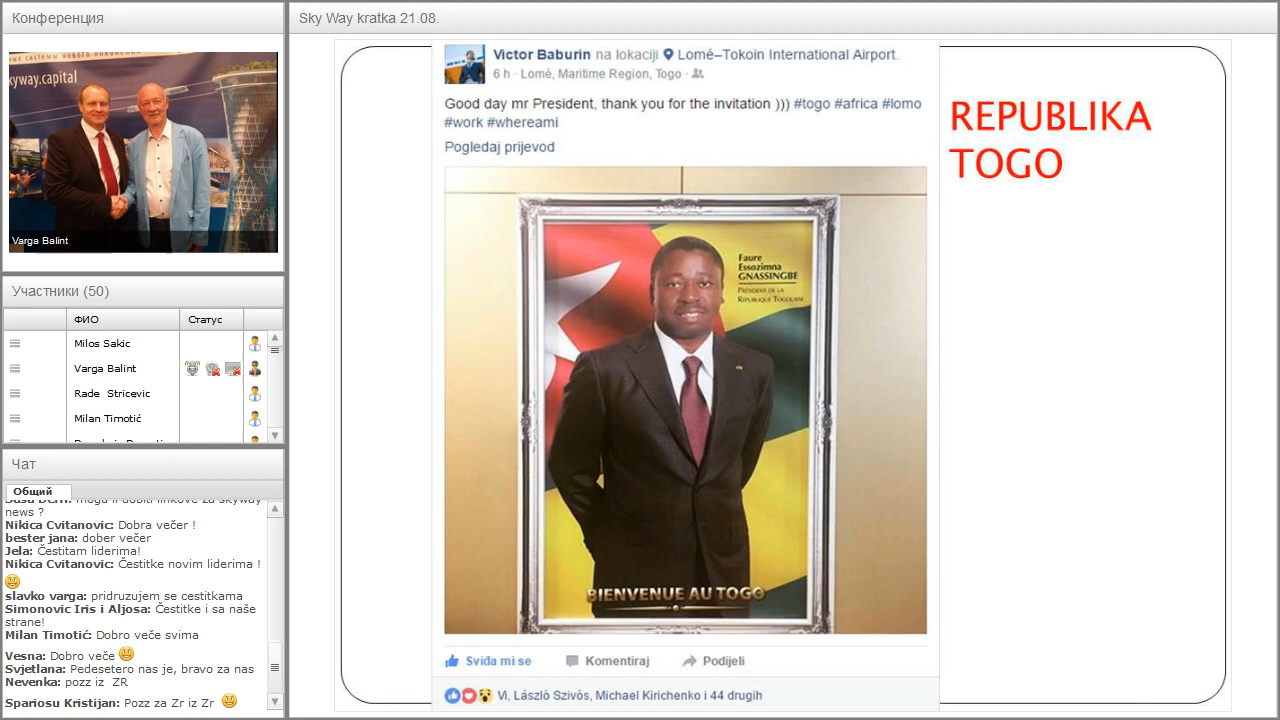 Конференция
Sky Way kratka 21.08.
skyway.capital
Varga Balint
Участники (50)
ФИО
Статус
Milos Sakic
Varga Balint
Rade Stricevic
Milan Timotić
Чат
Общий
news ?
Nikica Cvitanovic: Dobra večer !
bester jana: dober večer
Jela: Čestitam liderima!
Nikica Cvitanovic: Čestitke novim liderima !
slavko varga: pridruzujem se cestitkama
Simonovic Iris i Aljosa: Čestitke i sa naše
strane!
Milan Timotić: Dobro veče svima
Vesna: Dobro veče
Svjetlana: Pedesetero nas je, bravo za nas
Nevenka: pozz iz ZR
Spariosu Kristijan: Pozz za Zr iz Zr
Victor Baburin na lokaciji Lomé–Tokoin International Airport.
6 h · Lomé, Maritime Region, Togo ·
Good day mr President, thank you for the invitation ))) #togo #africa #lomo
#work #whereami
Pogledaj prijevod
Faure
Essozimna
GNASSINGBE
PRÉSIDENT DE LA
RÉPUBLIQUE TOGOLAISE
BIENVENUE AU TOGO
Sviđa mi se
Komentiraj
Podijeli
Vi, László Szivós, Michael Kirichenko i 44 drugih
REPUBLIKA
TOGO